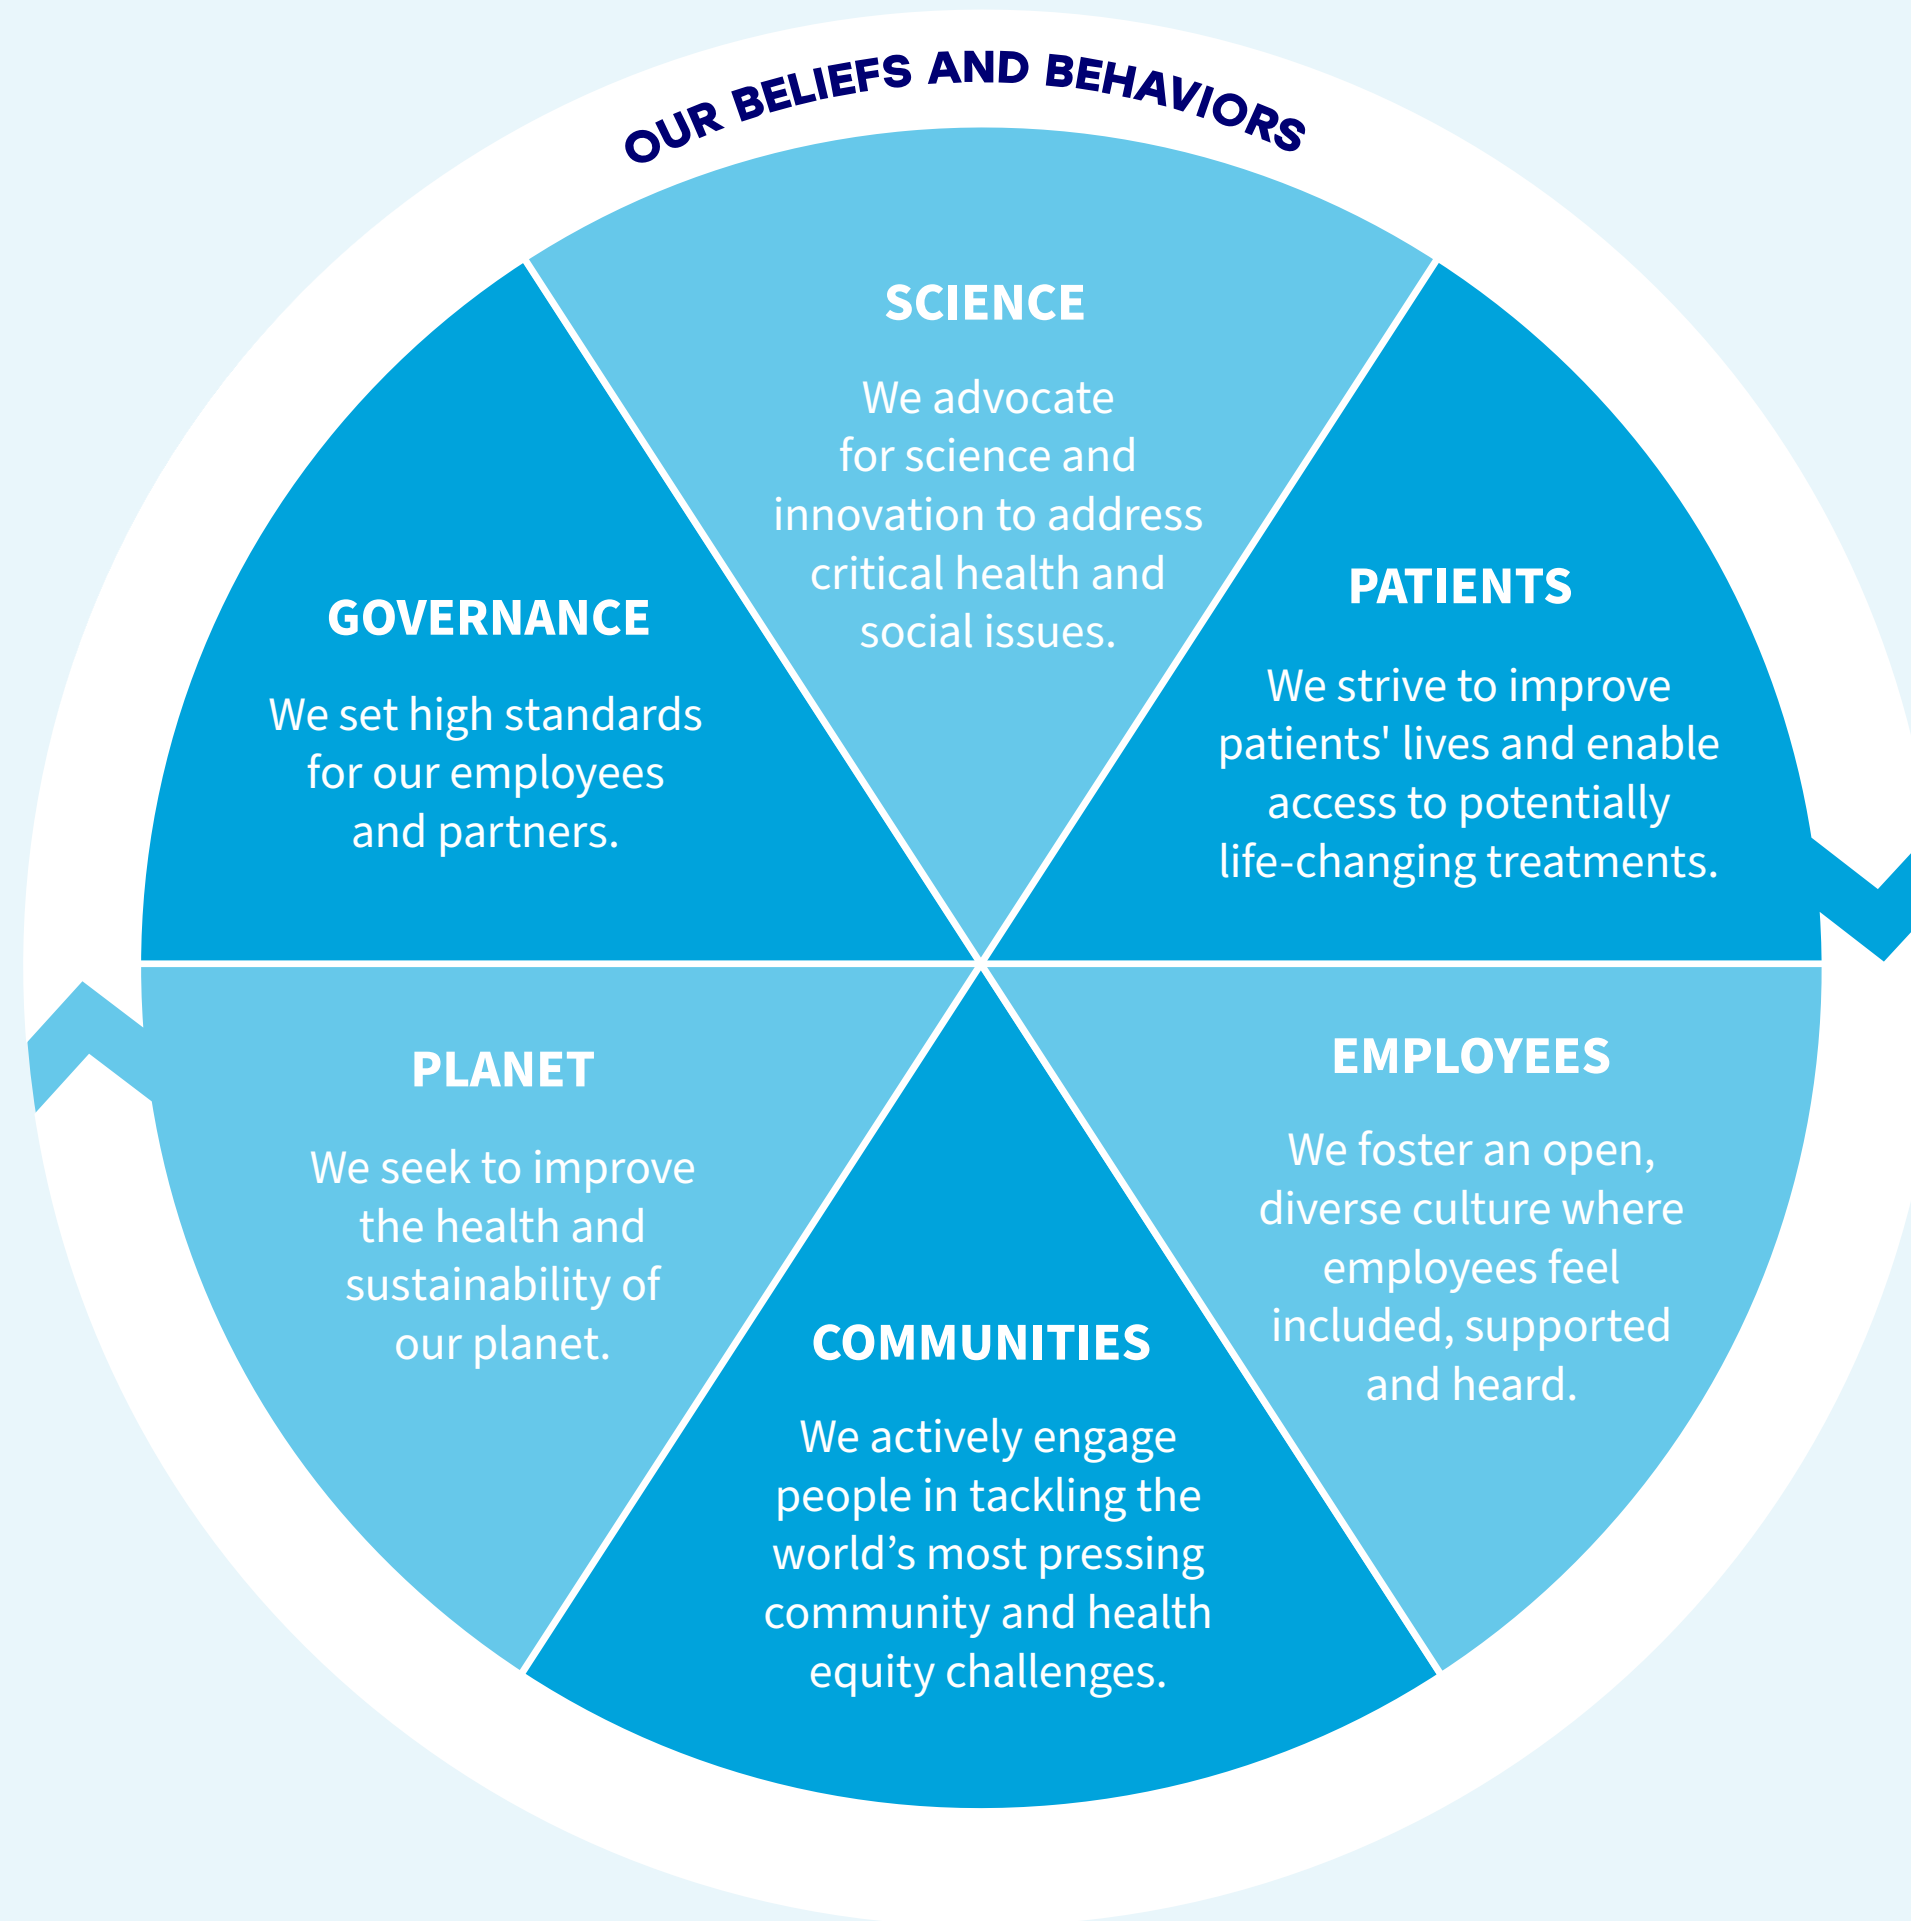 OUR BELIEFS AND BEHAVIORS
SCIENCE
We advocate
for science and
innovation to address
critical health and
social issues.
PATIENTS
We strive to improve
patients' lives and enable
access to potentially
life-changing treatments.
EMPLOYEES
We foster an open,
diverse culture where
employees feel
included, supported
and heard.
COMMUNITIES
We actively engage
people in tackling the
world’s most pressing
community and health
equity challenges.
PLANET
We seek to improve
the health and
sustainability of
our planet.
GOVERNANCE
We set high standards
for our employees
and partners.